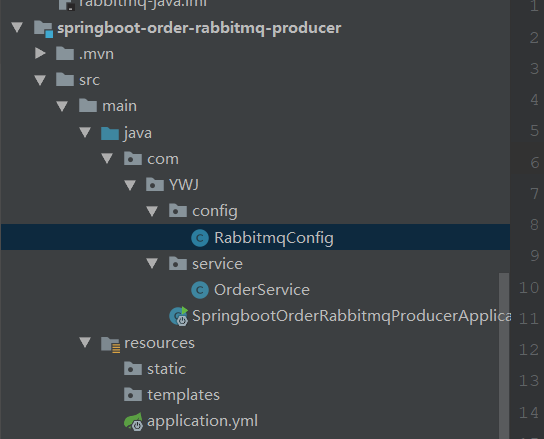 rabbitmq-java.iml
springboot-order-rabbitmq-producer
.mvn
src
main
java
com
YWJ
config
RabbitmqConfig
service
OrderService
SpringbootOrderRabbitmqProducerApplica
resources
static
templates
application.yml
1
2
3
4
5
6
7
8
9
10
11
12
13
14